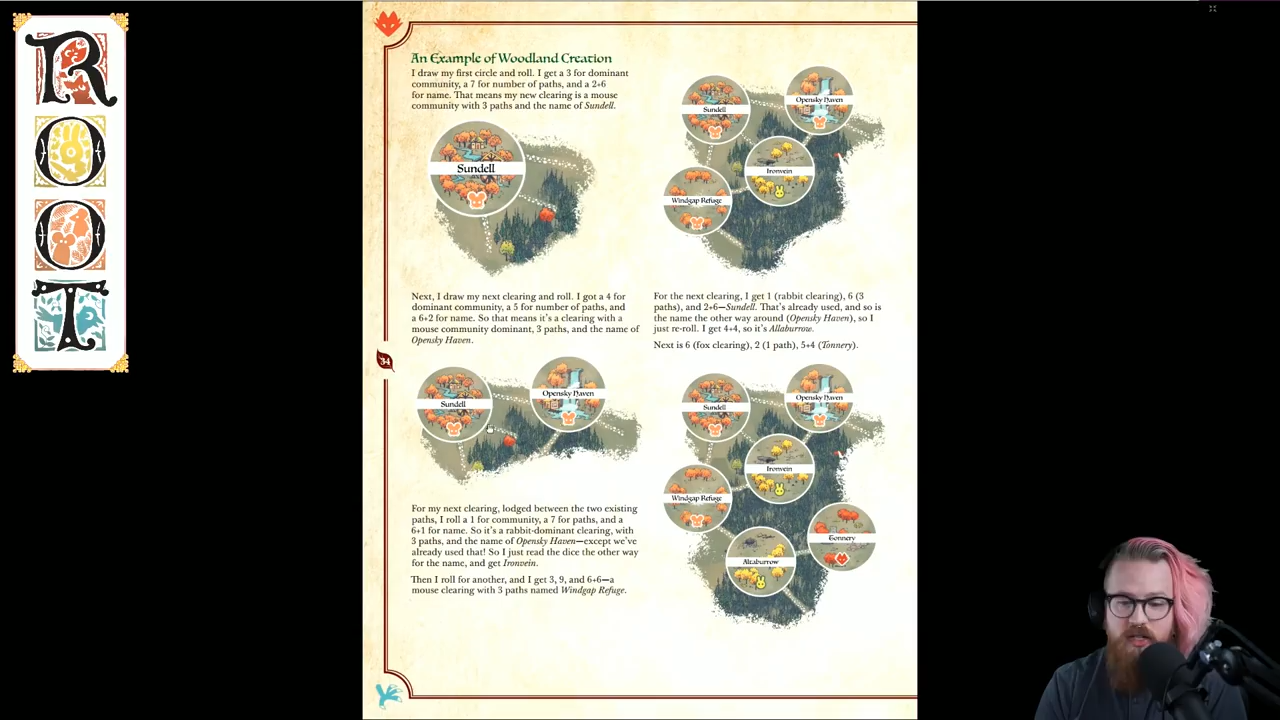 ROOT
An Example of Woodland Creation
I draw my first circle and roll. I get a 3 for dominant
community, a 7 for number of paths, and a 2+6
for name. That means my new clearing is a mouse
community with 3 paths and the name of Sundell.
Sundell
Next, I draw my next clearing and roll. I got a 4 for
dominant community, a 5 for number of paths, and
a 6+2 for name. So that means it's a clearing with a
mouse community dominant, 3 paths, and the name of
Opensky Haven.
34
Sundell
Opensky Haven
For my next clearing, lodged between the two existing
paths, I roll a 1 for community, a 7 for paths, and a
6+1 for name. So it's a rabbit-dominant clearing, with
3 paths, and the name of Opensky Haven—except we've
already used that! So I just read the dice the other way
for the name, and get Ironvein.
Then I roll for another, and I get 3, 9, and 6+6—a
mouse clearing with 3 paths named Windgap Refuge.
Sundell
Opensky Haven
Ironvein
Windgap Refuge
For the next clearing, I get 1 (rabbit clearing), 6 (3
paths), and 2+6—Sundell. That's already used, and so is
the name the other way around (Opensky Haven), so I
just re-roll. I get 4+4, so it's Allaburrow.
Next is 6 (fox clearing), 2 (1 path), 5+4 (Tonnery).
Sundell
Opensky Haven
Ironvein
Windgap Refuge
Tonnery
Allaburrow